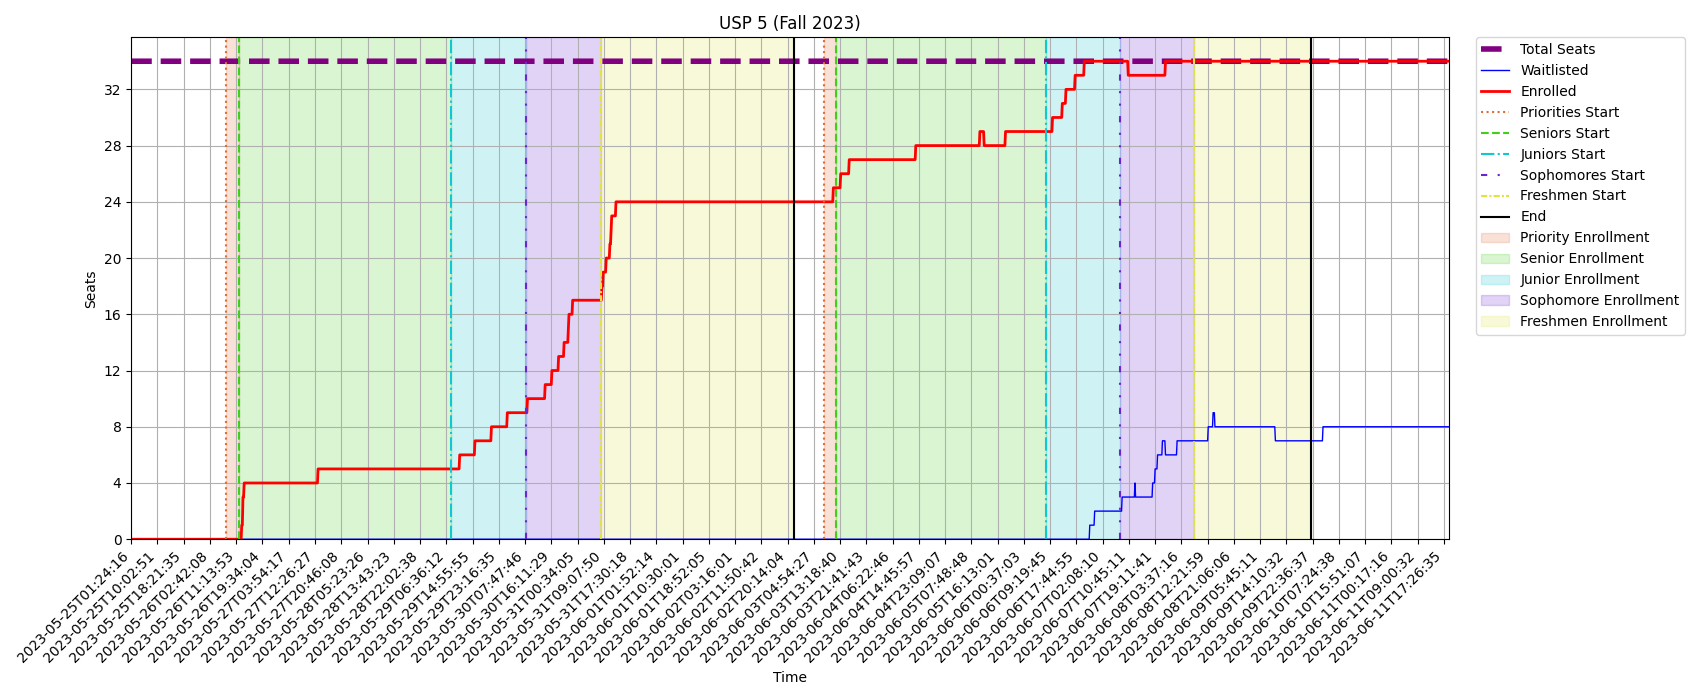 USP 5 (Fall 2023)
Total Seats
Waitlisted
Enrolled
Priorities Start
Seniors Start
Juniors Start
Sophomores Start
Freshmen Start
End
Priority Enrollment
Senior Enrollment
Junior Enrollment
Sophomore Enrollment
Freshmen Enrollment
Seats
32
28
24
20
16
12
8
4
0
2023-05-25T01:24:16
2023-05-25T10:02:51
2023-05-25T18:21:35
2023-05-26T02:42:08
2023-05-26T11:13:53
2023-05-26T19:34:04
2023-05-27T03:54:17
2023-05-27T12:26:27
2023-05-27T20:46:08
2023-05-28T05:23:26
2023-05-28T13:43:23
2023-05-28T22:02:38
2023-05-29T06:36:12
2023-05-29T14:55:55
2023-05-29T23:16:35
2023-05-30T07:47:46
2023-05-30T16:11:29
2023-05-31T00:34:05
2023-05-31T09:07:50
2023-05-31T17:30:18
2023-06-01T01:52:14
2023-06-01T10:30:01
2023-06-01T18:52:05
2023-06-02T03:16:01
2023-06-02T11:50:42
2023-06-02T20:14:04
2023-06-03T04:54:27
2023-06-03T13:18:40
2023-06-03T21:41:43
2023-06-04T06:22:46
2023-06-04T14:45:57
2023-06-04T23:09:07
2023-06-05T07:48:48
2023-06-05T16:13:01
2023-06-06T00:37:03
2023-06-06T09:19:45
2023-06-06T17:44:55
2023-06-07T02:08:10
2023-06-07T10:45:11
2023-06-07T19:11:41
2023-06-08T03:37:16
2023-06-08T12:21:59
2023-06-08T21:06:06
2023-06-09T05:45:11
2023-06-09T14:10:32
2023-06-09T22:36:37
2023-06-10T07:24:38
2023-06-10T15:51:07
2023-06-11T00:17:16
2023-06-11T09:00:32
2023-06-11T17:26:35
Time